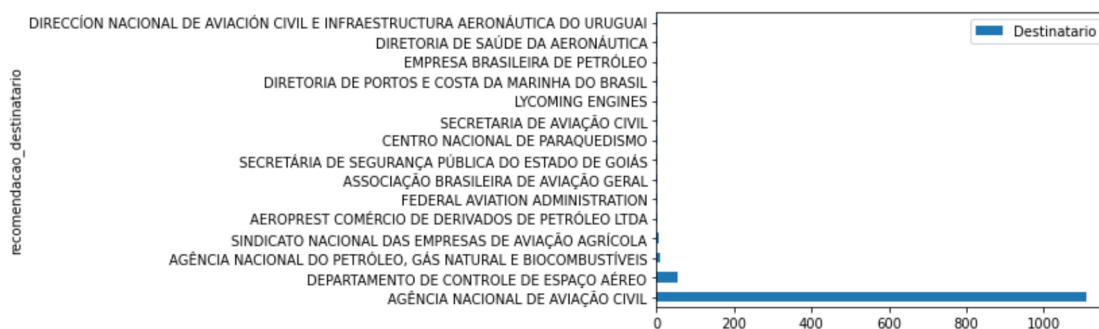 DIRECCÍON NACIONAL DE AVIACIÓN CIVIL E INFRAESTRUCTURA AERONÁUTICA DO URUGUAI
Destinatario
DIRETORIA DE SAÚDE DA AERONÁUTICA
EMPRESA BRASILEIRA DE PETRÓLEO
DIRETORIA DE PORTOS E COSTA DA MARINHA DO BRASIL
LYCOMING ENGINES
SECRETARIA DE AVIAÇÃO CIVIL
CENTRO NACIONAL DE PARAQUEDISMO
SECRETÁRIA DE SEGURANÇA PÚBLICA DO ESTADO DE GOIÁS
ASSOCIAÇÃO BRASILEIRA DE AVIAÇÃO GERAL
FEDERAL AVIATION ADMINISTRATION
AEROPREST COMÉRCIO DE DERIVADOS DE PETRÓLEO LTDA
SINDICATO NACIONAL DAS EMPRESAS DE AVIAÇÃO AGRÍCOLA
AGÊNCIA NACIONAL DO PETRÓLEO, GÁS NATURAL E BIOCOMBUSTÍVEIS
DEPARTAMENTO DE CONTROLE DE ESPAÇO AÉREO
AGÊNCIA NACIONAL DE AVIAÇÃO CIVIL
recomendacao_destinatario
0 200 400 600 800 1000